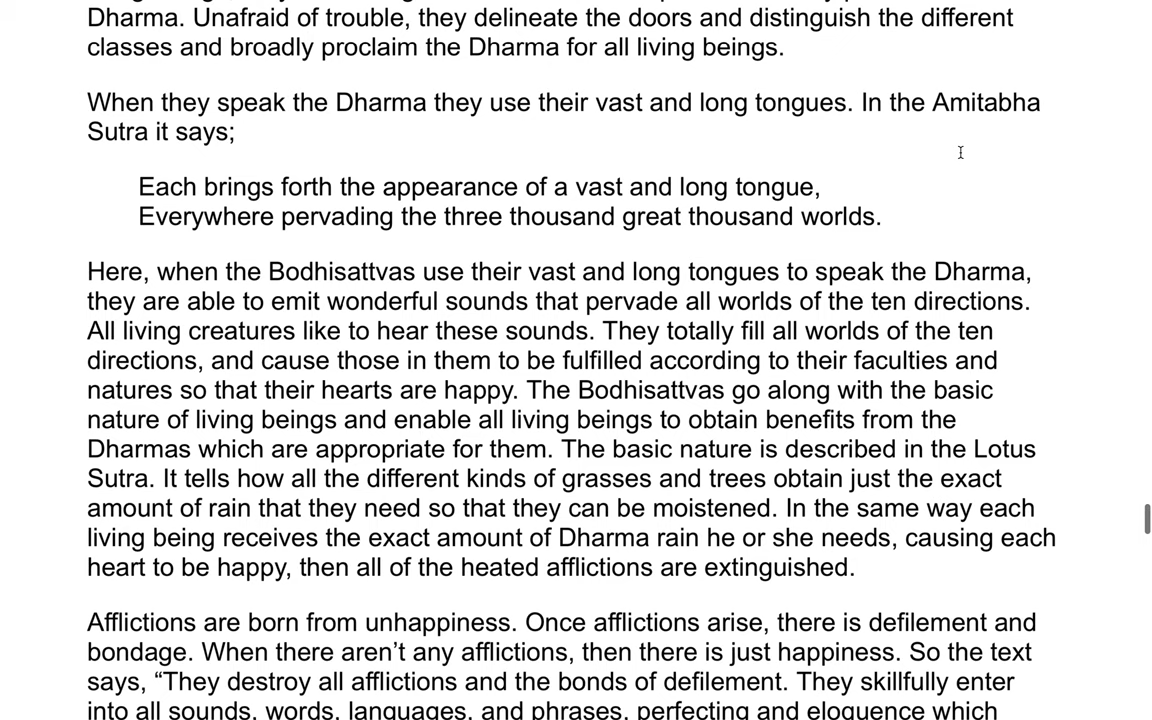 Dharma. Unafraid of trouble, they delineate the doors and distinguish the different
classes and broadly proclaim the Dharma for all living beings.
When they speak the Dharma they use their vast and long tongues. In the Amitabha
Sutra it says;
Each brings forth the appearance of a vast and long tongue,
Everywhere pervading the three thousand great thousand worlds.
Here, when the Bodhisattvas use their vast and long tongues to speak the Dharma,
they are able to emit wonderful sounds that pervade all worlds of the ten directions.
All living creatures like to hear these sounds. They totally fill all worlds of the ten
directions, and cause those in them to be fulfilled according to their faculties and
natures so that their hearts are happy. The Bodhisattvas go along with the basic
nature of living beings and enable all living beings to obtain benefits from the
Dharmas which are appropriate for them. The basic nature is described in the Lotus
Sutra. It tells how all the different kinds of grasses and trees obtain just the exact
amount of rain that they need so that they can be moistened. In the same way each
living being receives the exact amount of Dharma rain he or she needs, causing each
heart to be happy, then all of the heated afflictions are extinguished.
Afflictions are born from unhappiness. Once afflictions arise, there is defilement and
bondage. When there aren’t any afflictions, then there is just happiness. So the text
says, “They destroy all afflictions and the bonds of defilement. They skillfully enter
into all sounds, words, languages, and phrases, perfecting and eloquence which